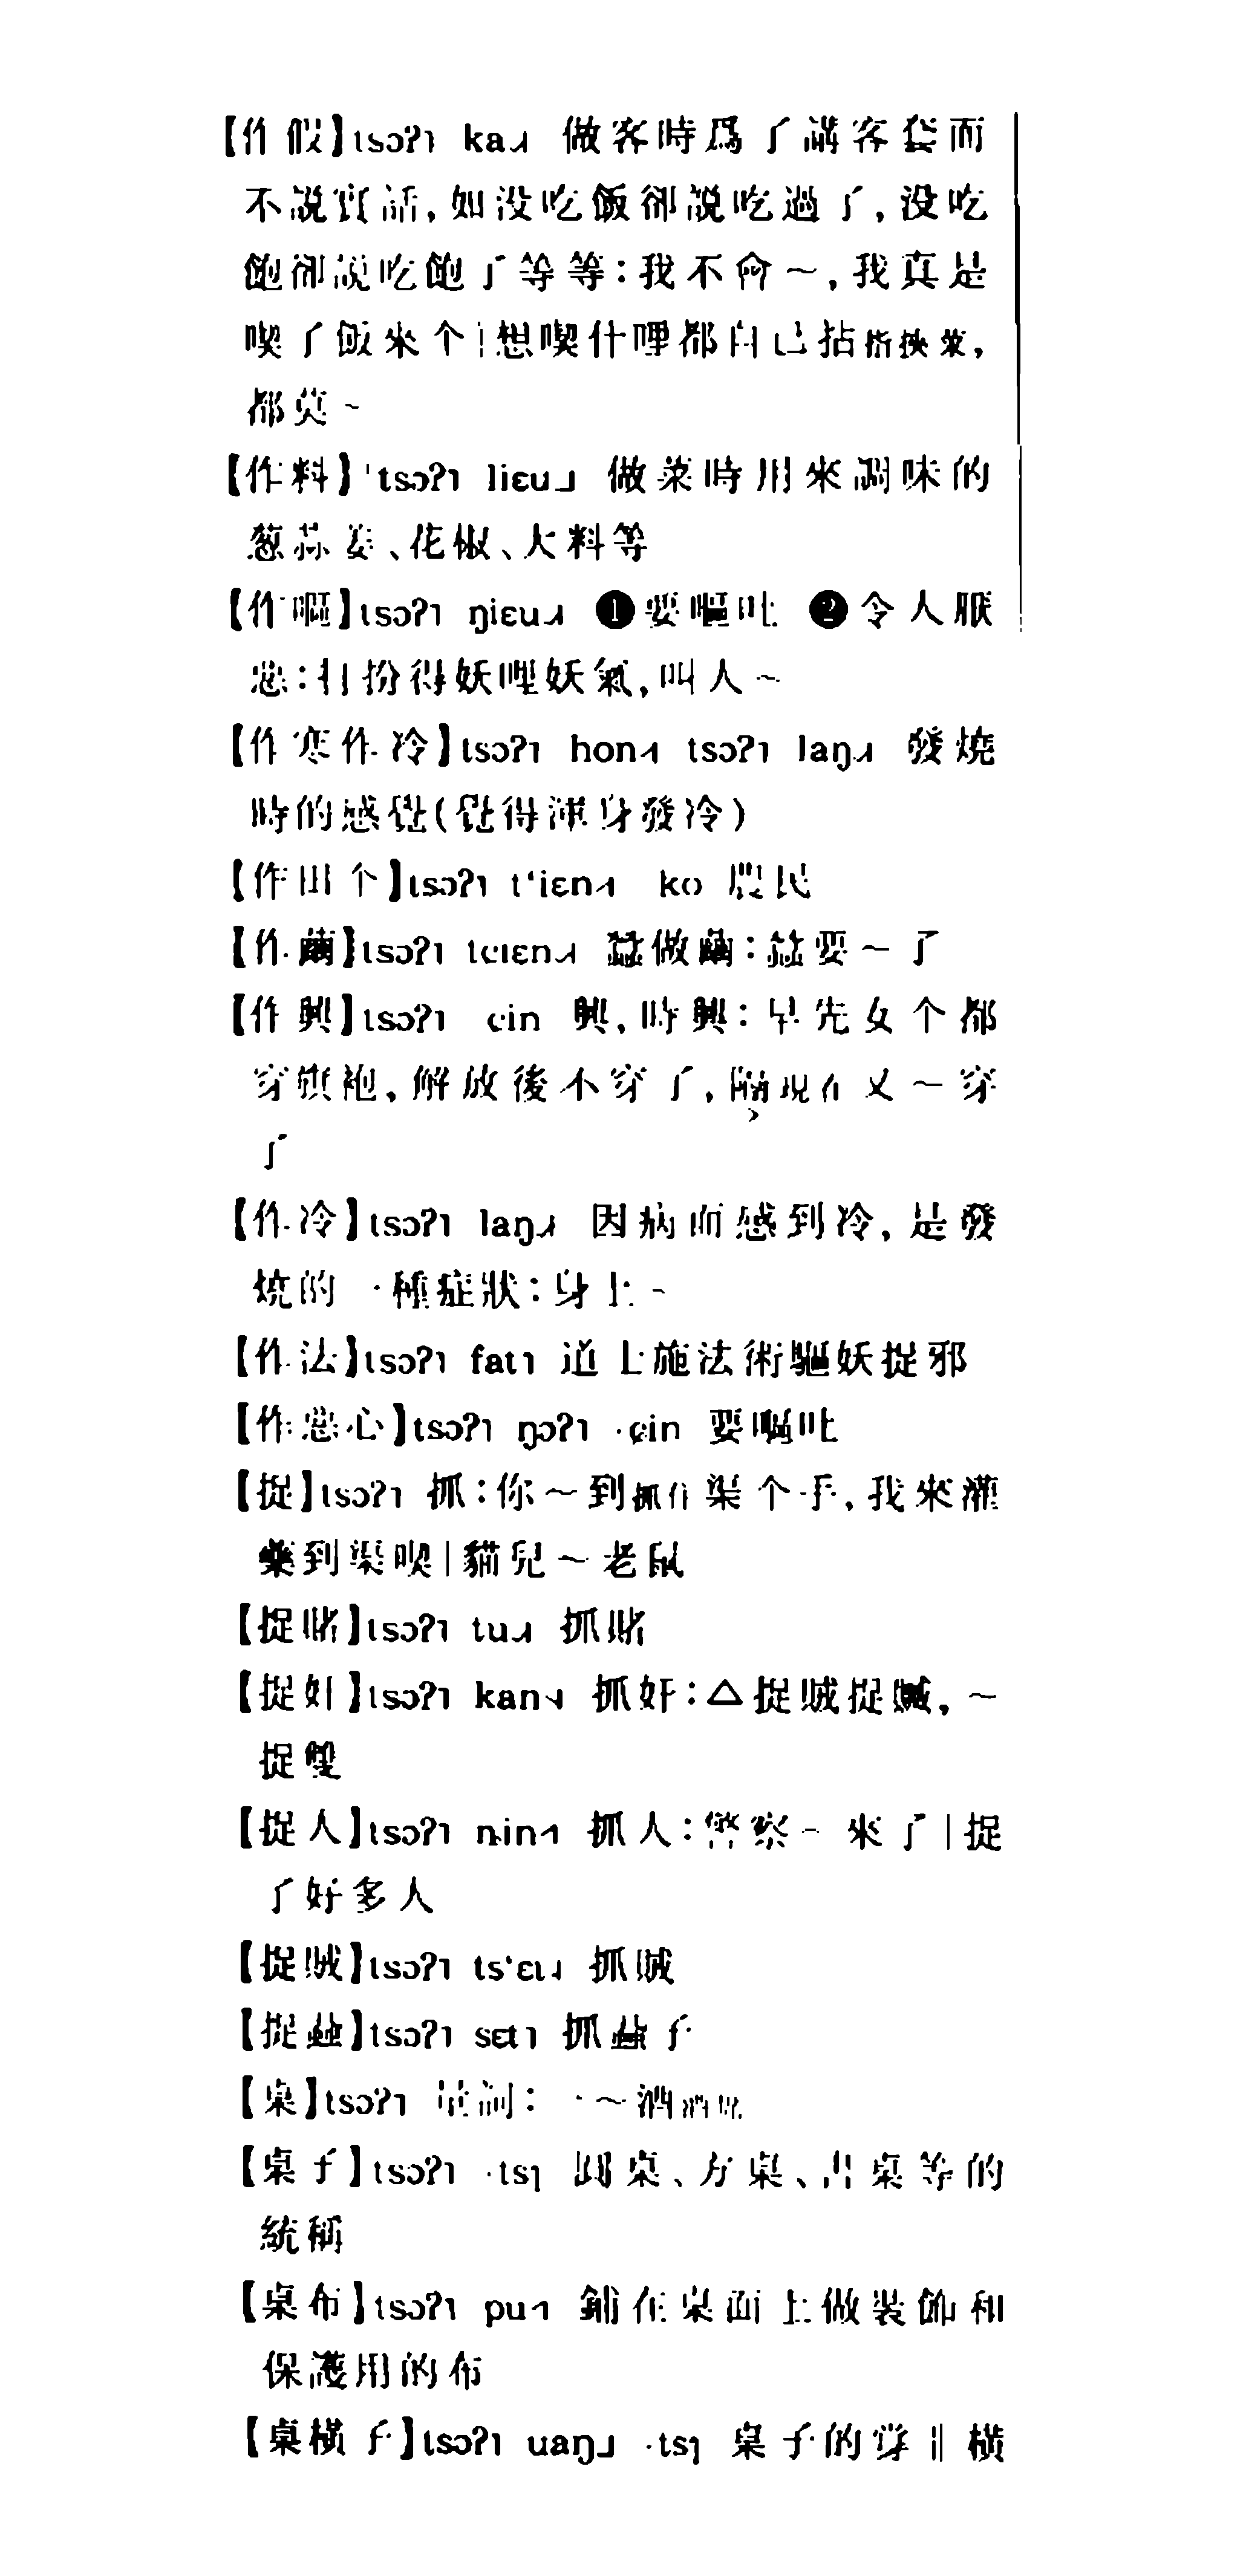 【作假】tsɔʔ˥ ka˨˩˧ 做客時爲了講客套而
不說實話，如没吃飯卻說吃過了，没吃
飽卻說吃飽了等等：我不會～，我真是
喫了飯來个｜想喫什哩都自己拈指挾菜，
都莫～
【作料】'tsɔʔ˥ liɛu˩ 做菜時用來調味的
葱蒜姜、花椒、大料等
【作嘔】tsɔʔ˥ ŋiɛu˨˩˧ ❶要嘔吐 ❷令人厭
惡：打扮得妖哩妖氣，叫人～
【作寒作冷】tsɔʔ˥ hon˧˥ tsɔʔ˥ laŋ˨˩˧ 發燒
時的感覺（覺得渾身發冷）
【作田个】tsɔʔ˥ t‘iɛn˧˥ ko 農民
【作繭】tsɔʔ˥ tɕiɛn˨˩˧ 蠶做繭：蠶要～了
【作興】tsɔʔ˥ ɕin 興，時興：早先女个都
穿旗袍，解放後不穿了，隔現在又～穿
了
【作冷】tsɔʔ˥ laŋ˨˩˧ 因病而感到冷，是發
燒的一種症狀：身上～
【作法】tsɔʔ˥ fat˥ 道士施法術驅妖捉邪
【作惡心】tsɔʔ˥ ŋɔʔ˥ ·ɕin 要嘔吐
【捉】tsɔʔ˥ 抓：你～到抓住渠个手，我來灌
藥到渠喫｜貓兒～老鼠
【捉賭】tsɔʔ˥ tu˨˩˧ 抓賭
【捉奸】tsɔʔ˥ kan˦˨ 抓奸：△捉賊捉贓，～
捉雙
【捉人】tsɔʔ˥ ȵin˧˥ 抓人：警察～來了｜捉
了好多人
【捉賊】tsɔʔ˥ ts‘ɛt˨ 抓賊
【捉蝨】tsɔʔ˥ sɛt˥ 抓蝨子
【桌】tsɔʔ˥ 量詞：一～酒酒席
【桌子】tsɔʔ˥ ·tsɿ 圓桌、方桌、書桌等的
統稱
【桌布】tsɔʔ˥ pu˧˥ 鋪在桌面上做裝飾和
保護用的布
【桌橫子】tsɔʔ˥ uaŋ˩ ·tsɿ 桌子的穿∥橫